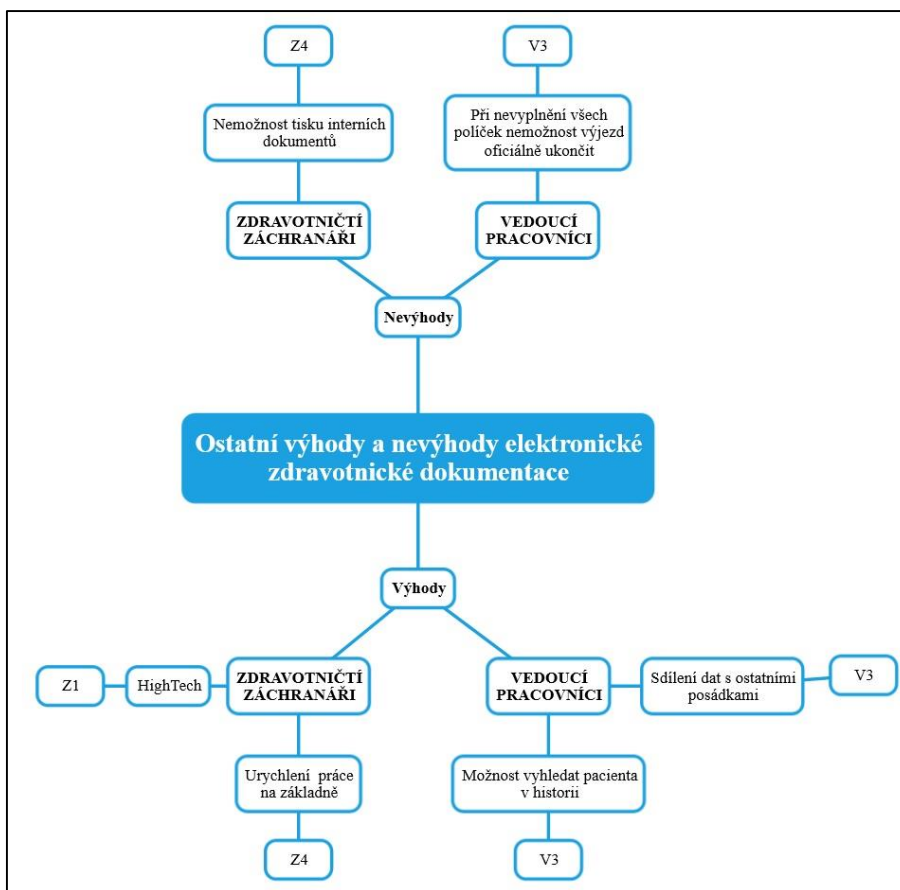 Z4
V3
Nemožnost tisku interních
dokumentů
Při nevyplnění všech
políček nemožnost výjezd
oficiálně ukončit
ZDRAVOTNIČTÍ
ZÁCHRANÁŘI
VEDOUCÍ
PRACOVNÍCI
Nevýhody
Ostatní výhody a nevýhody elektronické
zdravotnické dokumentace
Výhody
Z1
HighTech
ZDRAVOTNIČTÍ
ZÁCHRANÁŘI
VEDOUCÍ
PRACOVNÍCI
Sdílení dat s ostatními
posádkami
V3
Urychlení práce
na základně
Možnost vyhledat pacienta
v historii
Z4
V3